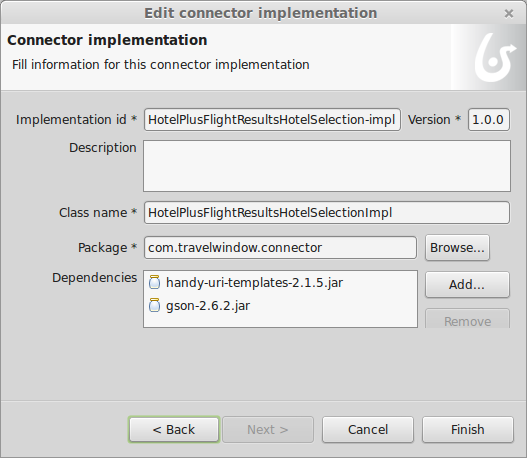 Edit connector implementation
Connector implementation
Fill information for this connector implementation
Implementation id * HotelPlusFlightResultsHotelSelection-impl Version * 1.0.0
Description
Class name * HotelPlusFlightResultsHotelSelectionImpl
Package * com.travelwindow.connector Browse...
Dependencies handy-uri-templates-2.1.5.jar Add...
gson-2.6.2.jar
Remove
< Back Next > Cancel Finish